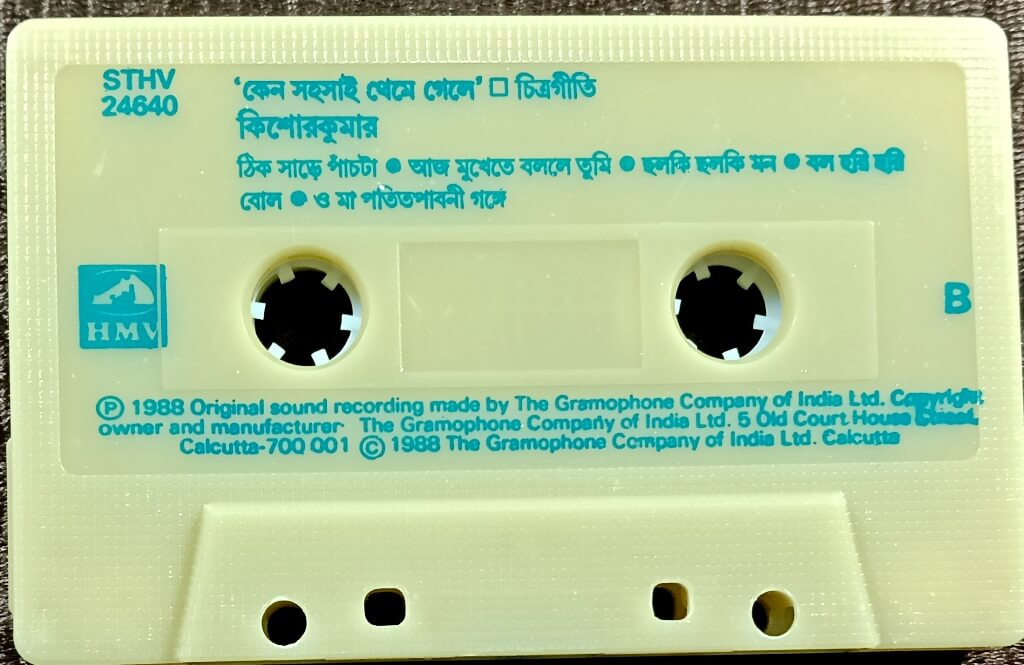 STHV
24640
'কেন সহসাই থেমে গেলে' □ চিত্রগীতি
কিশোরকুমার
ঠিক সাড়ে পাঁচটা ● আজ মুখেতে বললে তুমি ● হলকি হলকি মন ● বল হরি হরি
বোল ● ও মা পতিতপাবনী গঙ্গে
HMV
B
Ⓟ 1988 Original sound recording made by The Gramophone Company of India Ltd. Copyright
owner and manufacturer The Gramophone Company of India Ltd. 5 Old Court House Street.
Calcutta-700 001 © 1988 The Gramophone Company of India Ltd. Calcutta